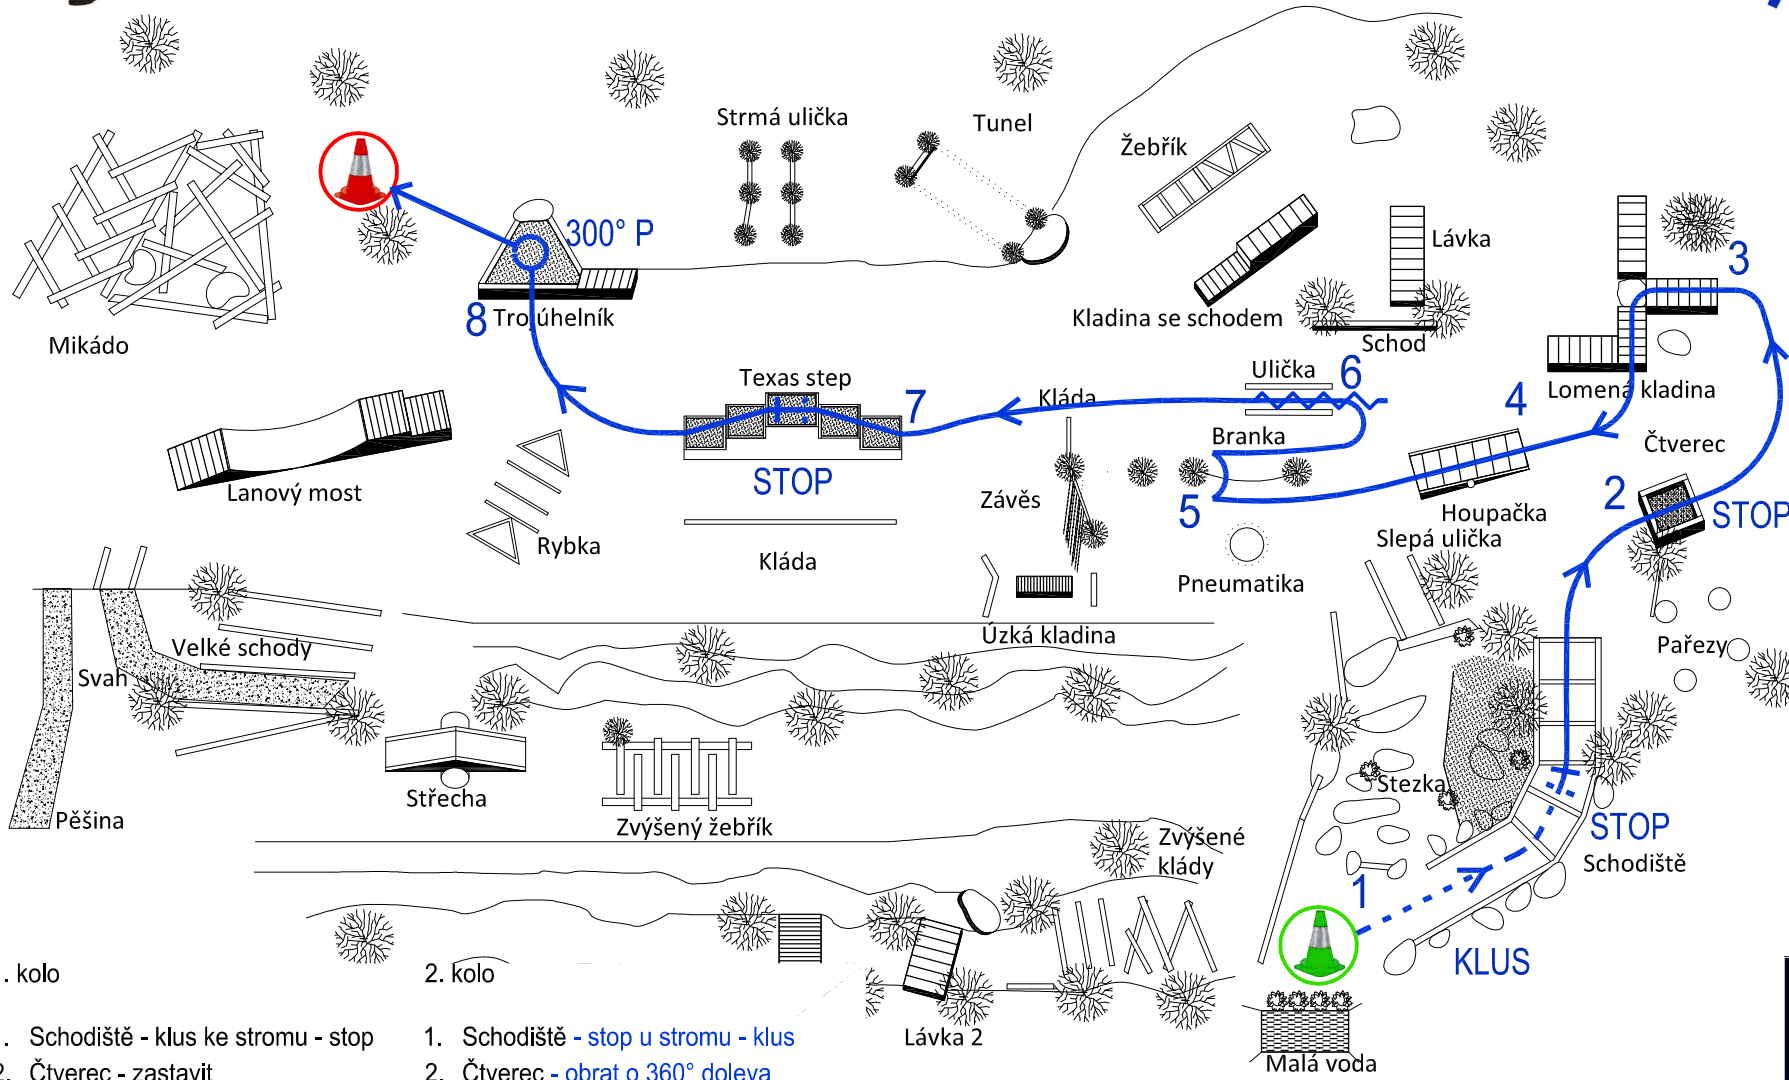 Strmá ulička
Tunel
Žebřík
300° P
Lávka
3
8
Trojúhelník
Kladina se schodem
Schod
Mikádo
Texas step
Ulička
6
Lomená kladina
Kláda
7
4
Branka
Čtverec
STOP
Lanový most
Závěs
5
Houpačka
2
STOP
Slepá ulička
Rybka
Kláda
Pneumatika
Úzká kladina
Velké schody
Svah
Pařezy
Stezka
Střecha
Pěšina
Zvýšený žebřík
STOP
Zvýšené
klády
Schodiště
1
KLUS
. kolo
2. kolo
. Schodiště - klus ke stromu - stop
1. Schodiště - stop u stromu - klus
Lávka 2
Malá voda
2. Čtverec - zastavit
2. Čtverec - obrat o 360° doleva